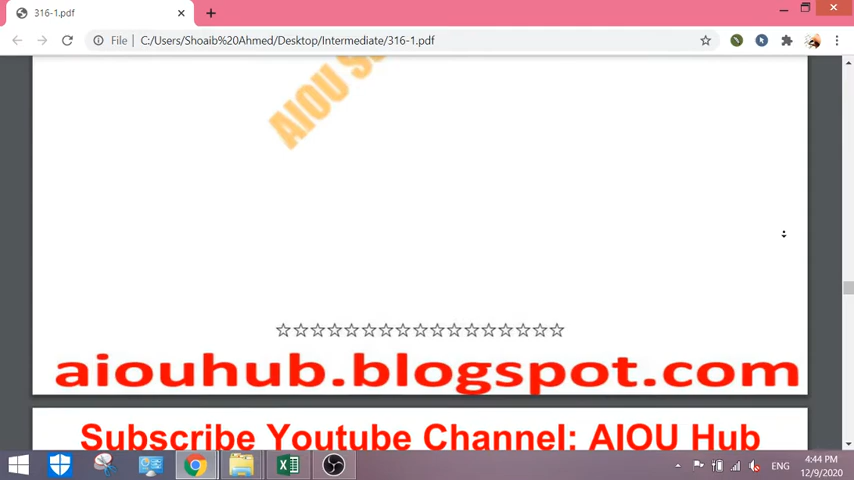 316-1.pdf
File C:/Users/Shoaib%20Ahmed/Desktop/Intermediate/316-1.pdf
AIOU
☆☆☆☆☆☆☆☆☆☆☆☆☆☆☆☆☆
aiouhub.blogspot.com
Subscribe Youtube Channel: AIOU Hub
ENG
4:44 PM
12/9/2020